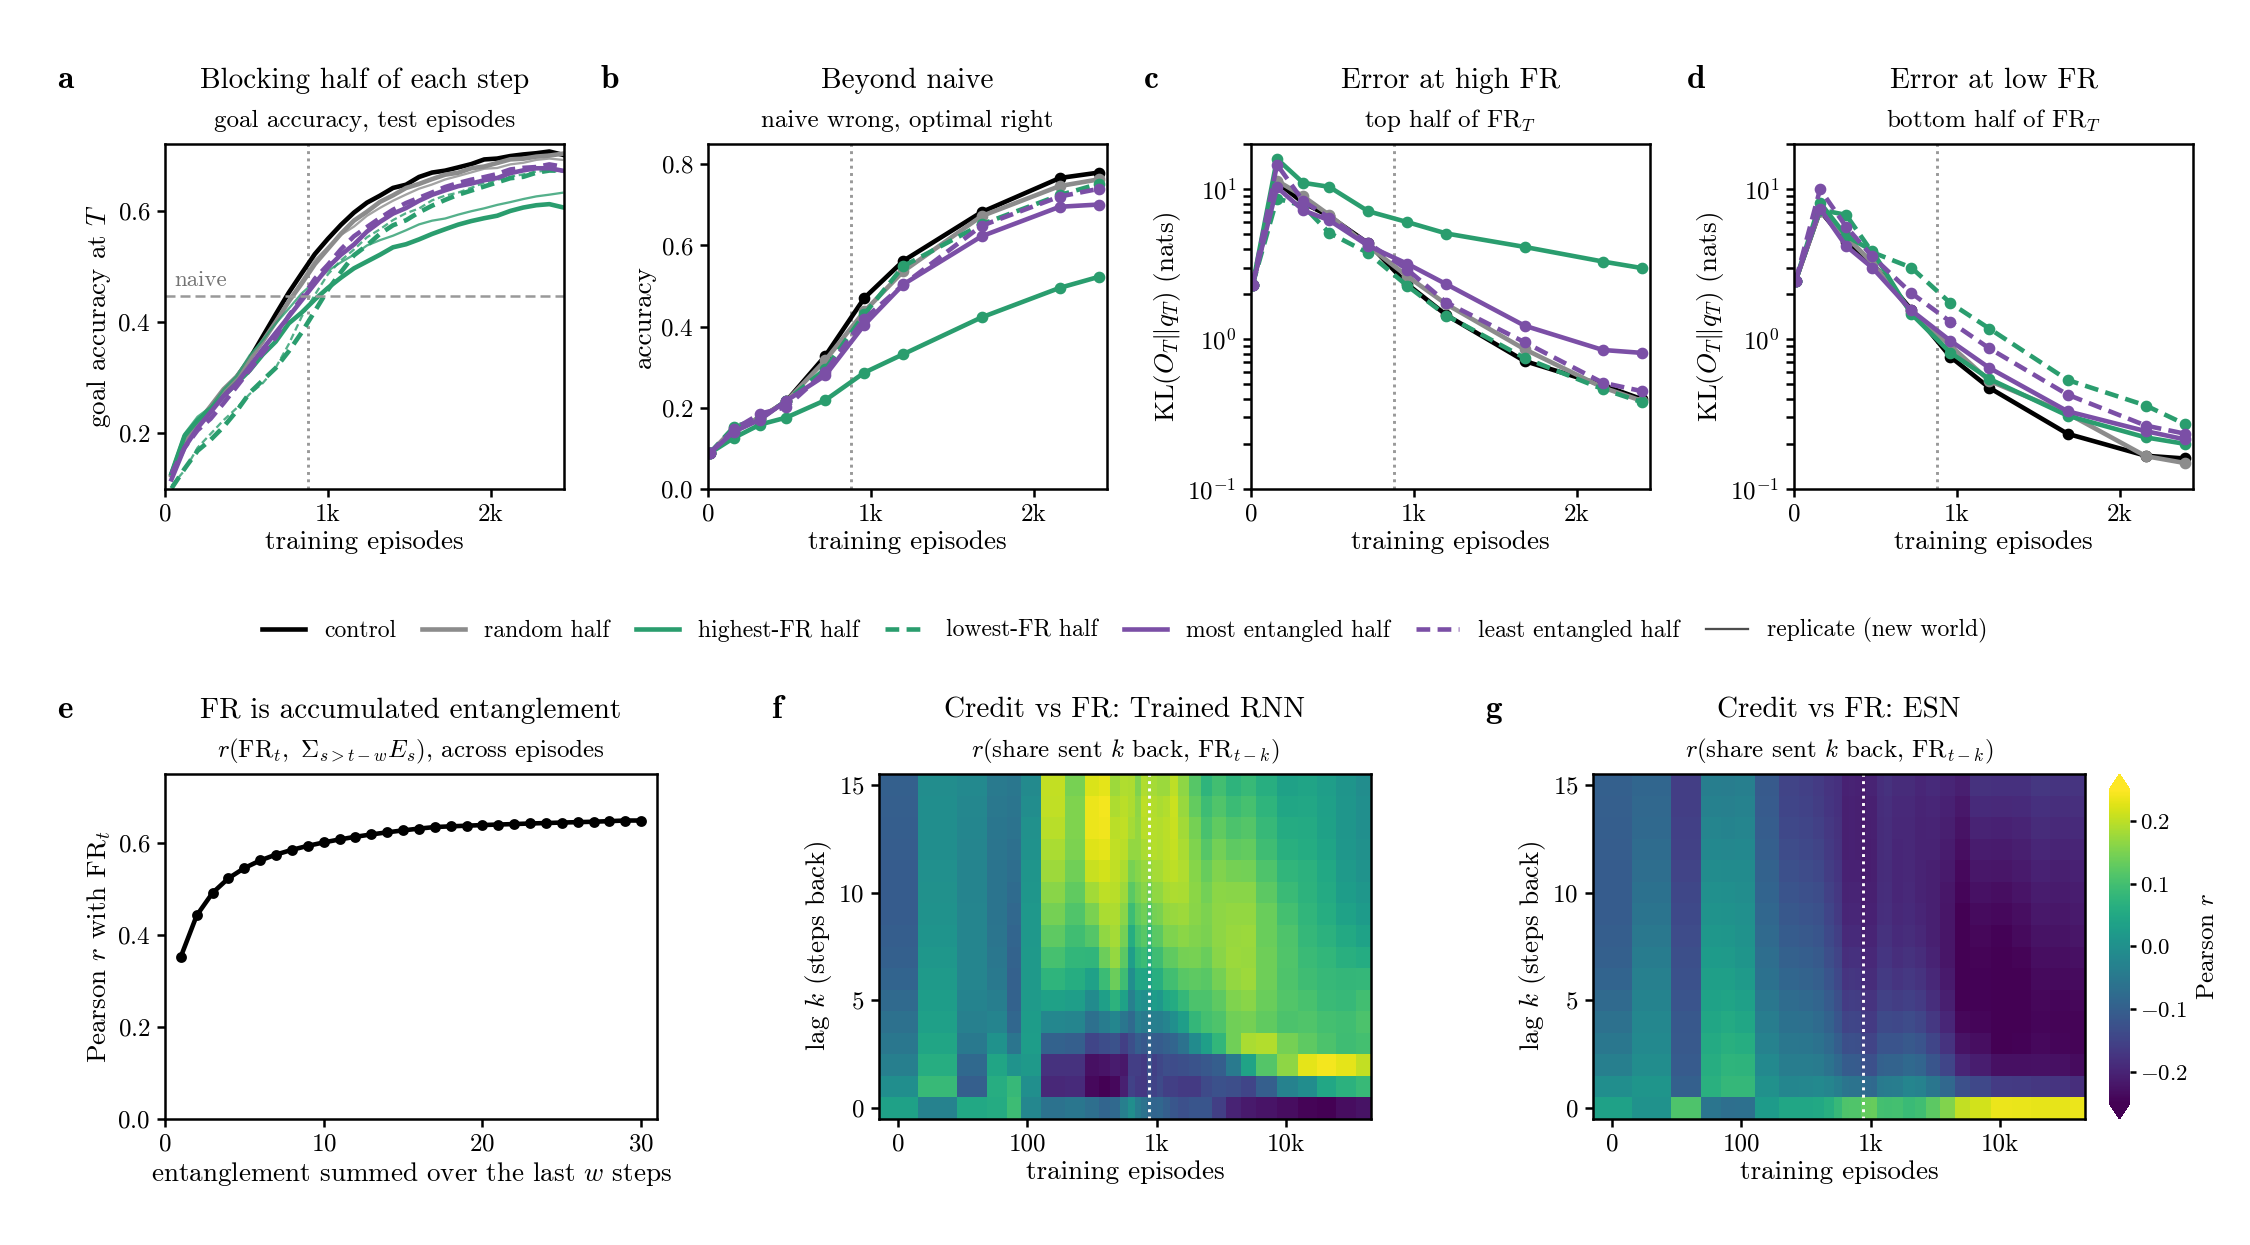 a
Blocking half of each step
goal accuracy, test episodes
goal accuracy at T
0.6
0.4
0.2
naive
0
1k
2k
training episodes
b
Beyond naive
naive wrong, optimal right
accuracy
0.8
0.6
0.4
0.2
0.0
0
1k
2k
training episodes
c
Error at high FR
top half of FR_T
KL(O_T||q_T) (nats)
10¹
10⁰
10⁻¹
0
1k
2k
training episodes
d
Error at low FR
bottom half of FR_T
KL(O_T||q_T) (nats)
10¹
10⁰
10⁻¹
0
1k
2k
training episodes
control
random half
highest-FR half
lowest-FR half
most entangled half
least entangled half
replicate (new world)
e
FR is accumulated entanglement
r(FR_t, Σ_{s>t−w}E_s), across episodes
Pearson r with FR_t
0.6
0.4
0.2
0.0
0
10
20
30
entanglement summed over the last w steps
f
Credit vs FR: Trained RNN
r(share sent k back, FR_{t−k})
lag k (steps back)
15
10
5
0
0
100
1k
10k
training episodes
g
Credit vs FR: ESN
r(share sent k back, FR_{t−k})
lag k (steps back)
15
10
5
0
0
100
1k
10k
training episodes
0.2
0.1
0.0
−0.1
−0.2
Pearson r